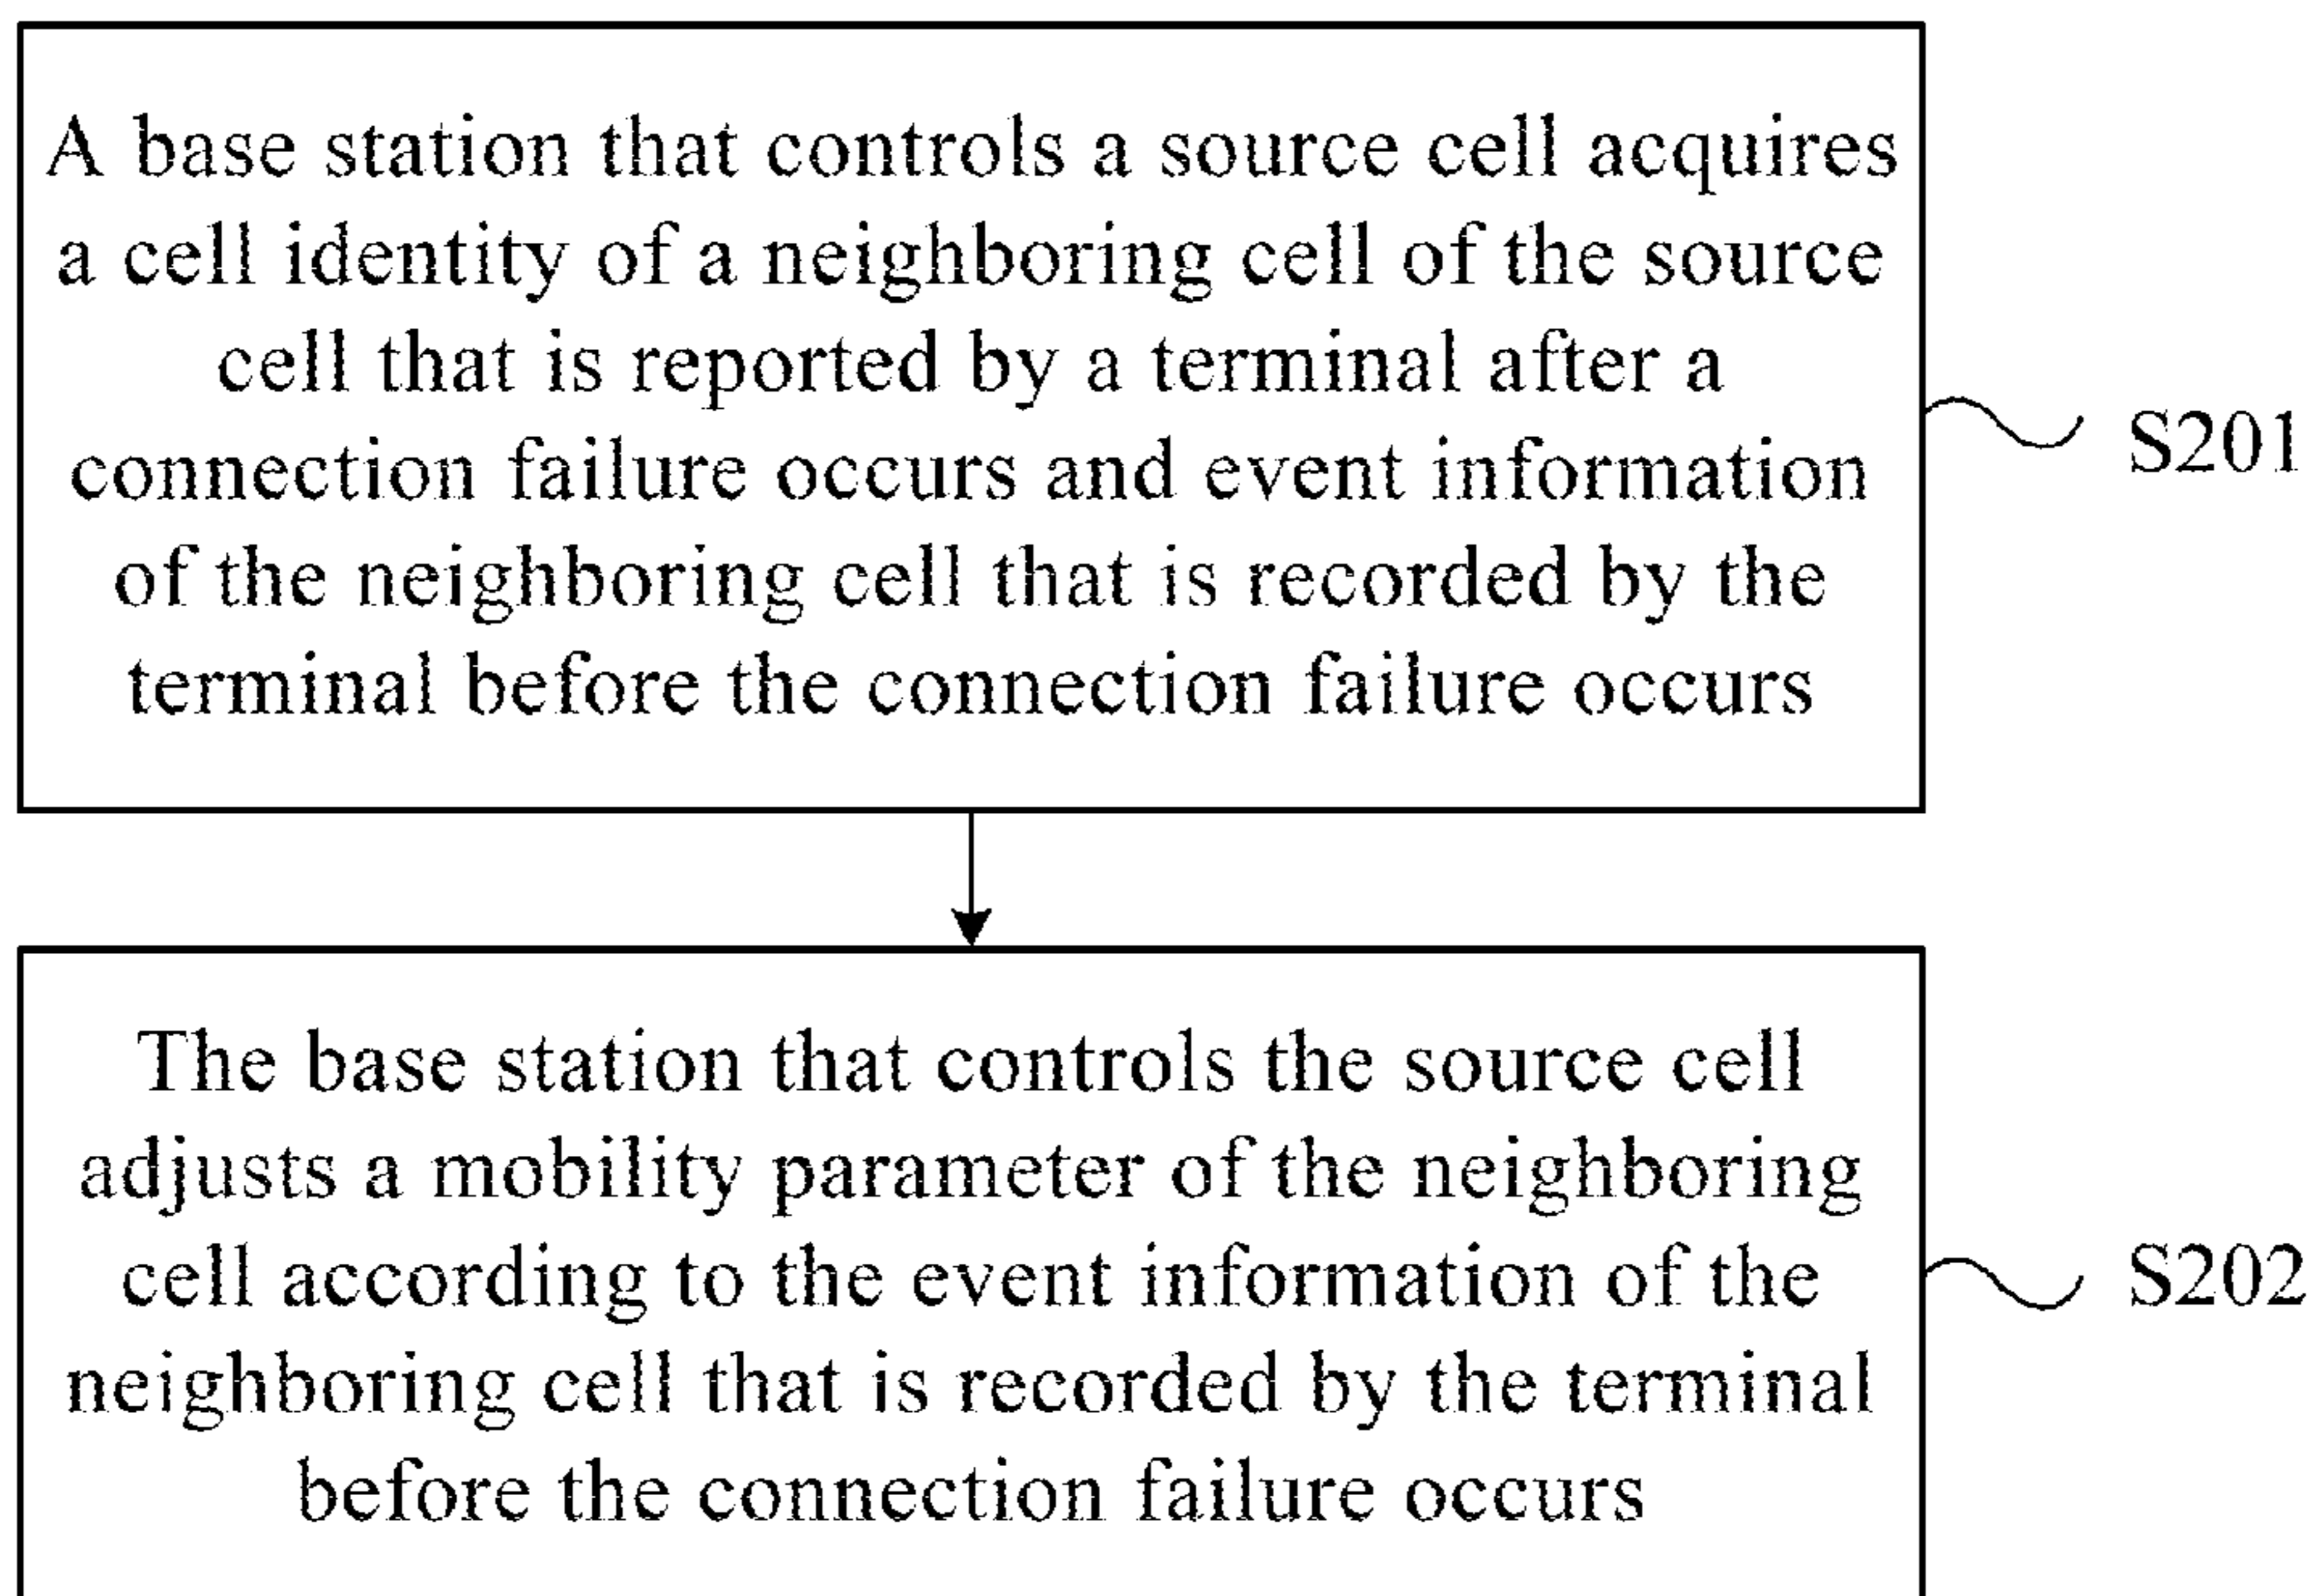 A base station that controls a source cell acquires
a cell identity of a neighboring cell of the source
cell that is reported by a terminal after a
connection failure occurs and event information
of the neighboring cell that is recorded by the
terminal before the connection failure occurs
S201
The base station that controls the source cell
adjusts a mobility parameter of the neighboring
cell according to the event information of the
neighboring cell that is recorded by the terminal
before the connection failure occurs
S202